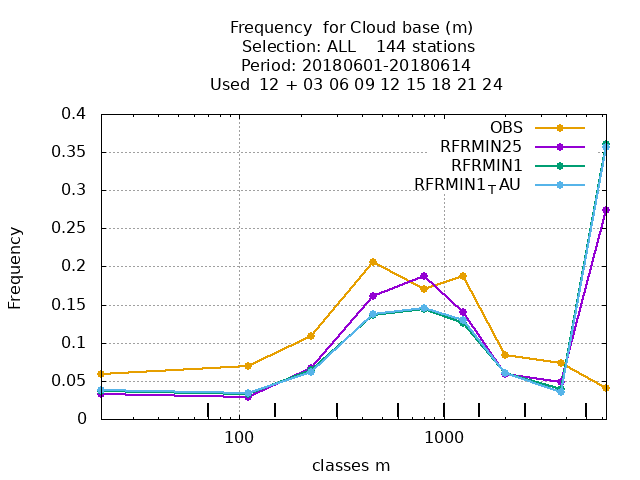 Frequency  for Cloud base (m)
Selection: ALL    144 stations
Period: 20180601-20180614
Used  12 + 03 06 09 12 15 18 21 24
OBS
RFRMIN25
RFRMIN1
RFRMIN1TAU
0.4
0.35
0.3
0.25
0.2
0.15
0.1
0.05
0
Frequency
100
1000
classes m